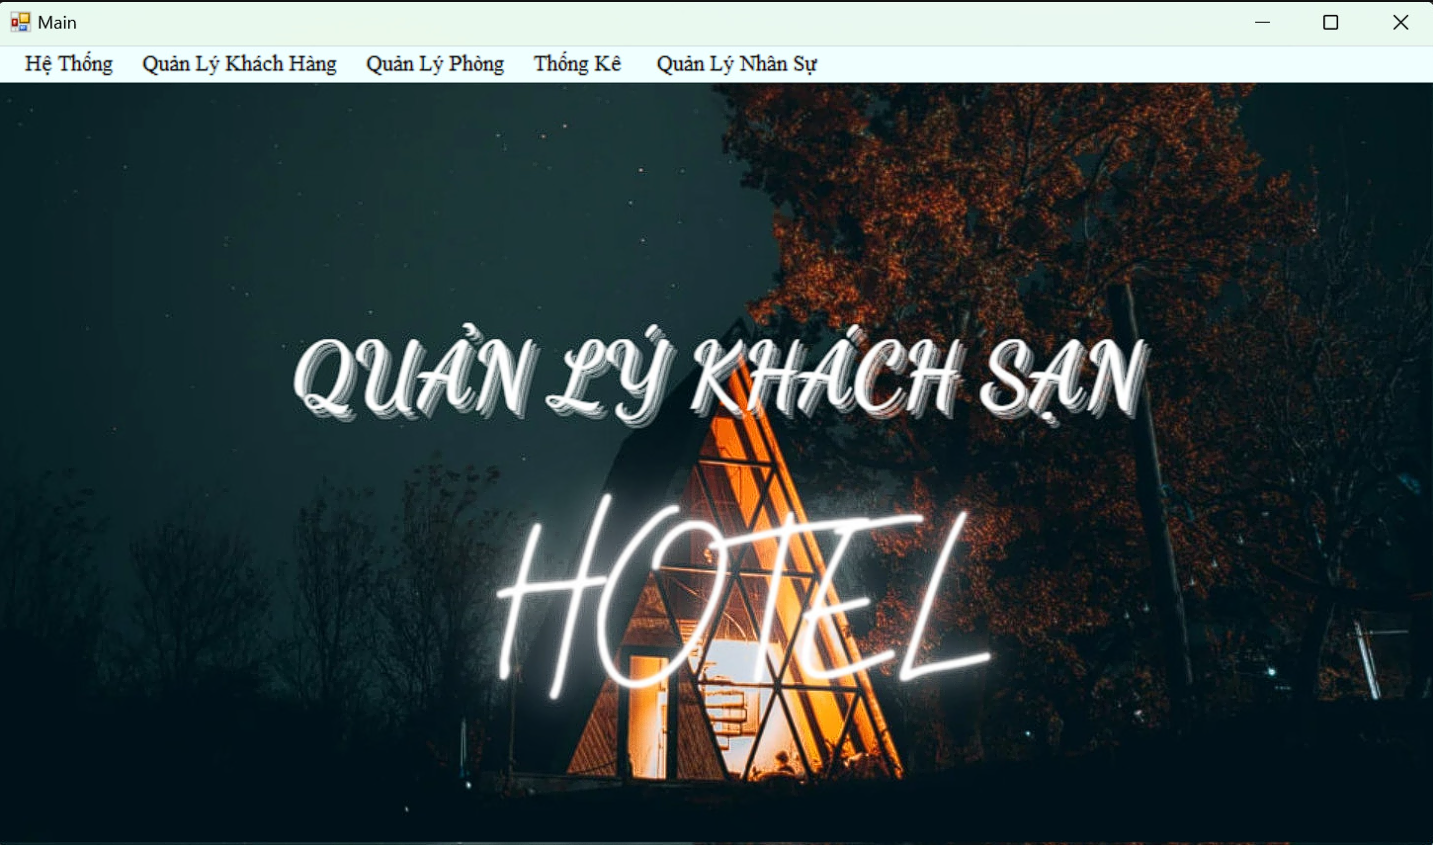 Main
Hệ Thống Quản Lý Khách Hàng Quản Lý Phòng Thống Kê Quản Lý Nhân Sự
QUẢN LÝ KHÁCH SẠN
HOTEL